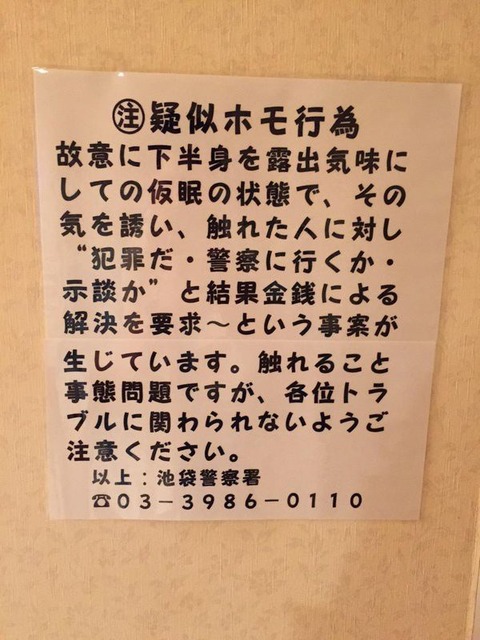 ㊟疑似ホモ行為
故意に下半身を露出気味に
しての仮眠の状態で、その
気を誘い、触れた人に対し
“犯罪だ・警察に行くか・
示談か”と結果金銭による
解決を要求～という事案が
生じています。触れること
事態問題ですが、各位トラ
ブルに関わられないようご
注意ください。
以上：池袋警察署
☎03－3986－0110